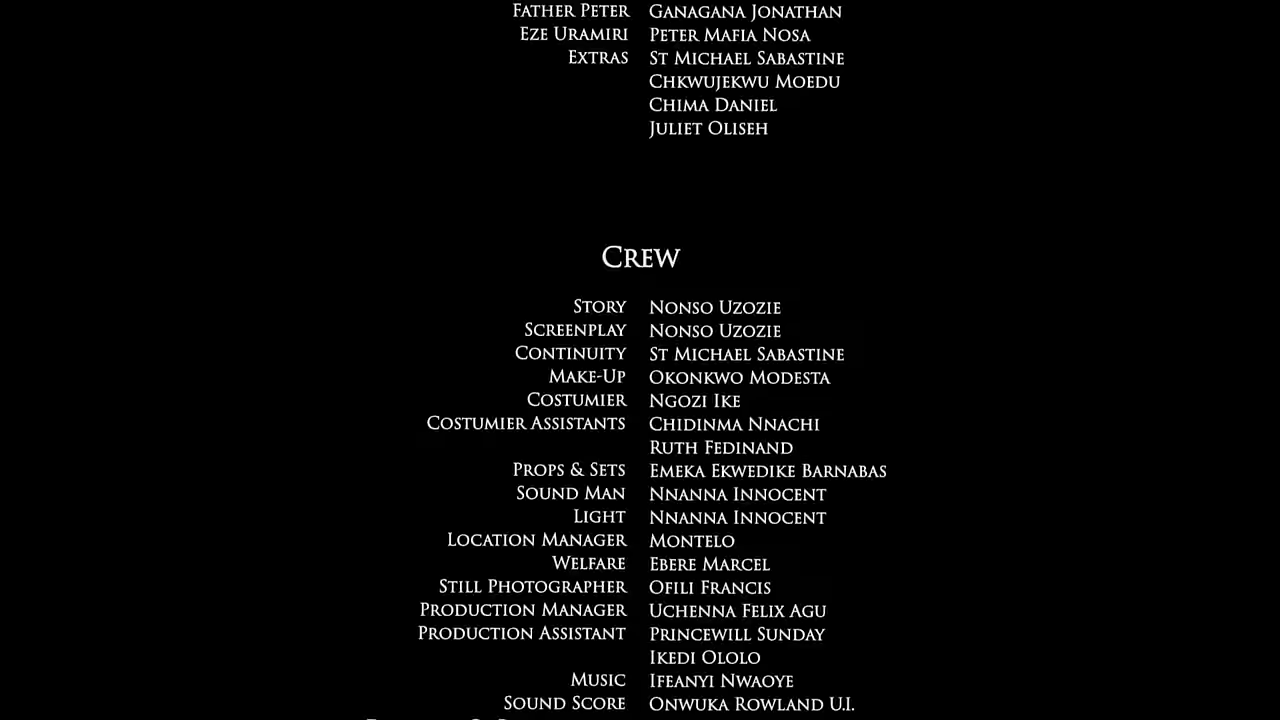 Father Peter Ganagana Jonathan
Eze Uramiri Peter Mafia Nosa
Extras St Michael Sabastine
Chkwujekwu Moedu
Chima Daniel
Juliet Oliseh
Crew
Story Nonso Uzozie
Screenplay Nonso Uzozie
Continuity St Michael Sabastine
Make-Up Okonkwo Modesta
Costumier Ngozi Ike
Costumier Assistants Chidinma Nnachi
Ruth Fedinand
Props & Sets Emeka Ekwedike Barnabas
Sound Man Nnanna Innocent
Light Nnanna Innocent
Location Manager Montelo
Welfare Ebere Marcel
Still Photographer Ofili Francis
Production Manager Uchenna Felix Agu
Production Assistant Princewill Sunday
Ikedi Ololo
Music Ifeanyi Nwaoye
Sound Score Onwuka Rowland U.I.